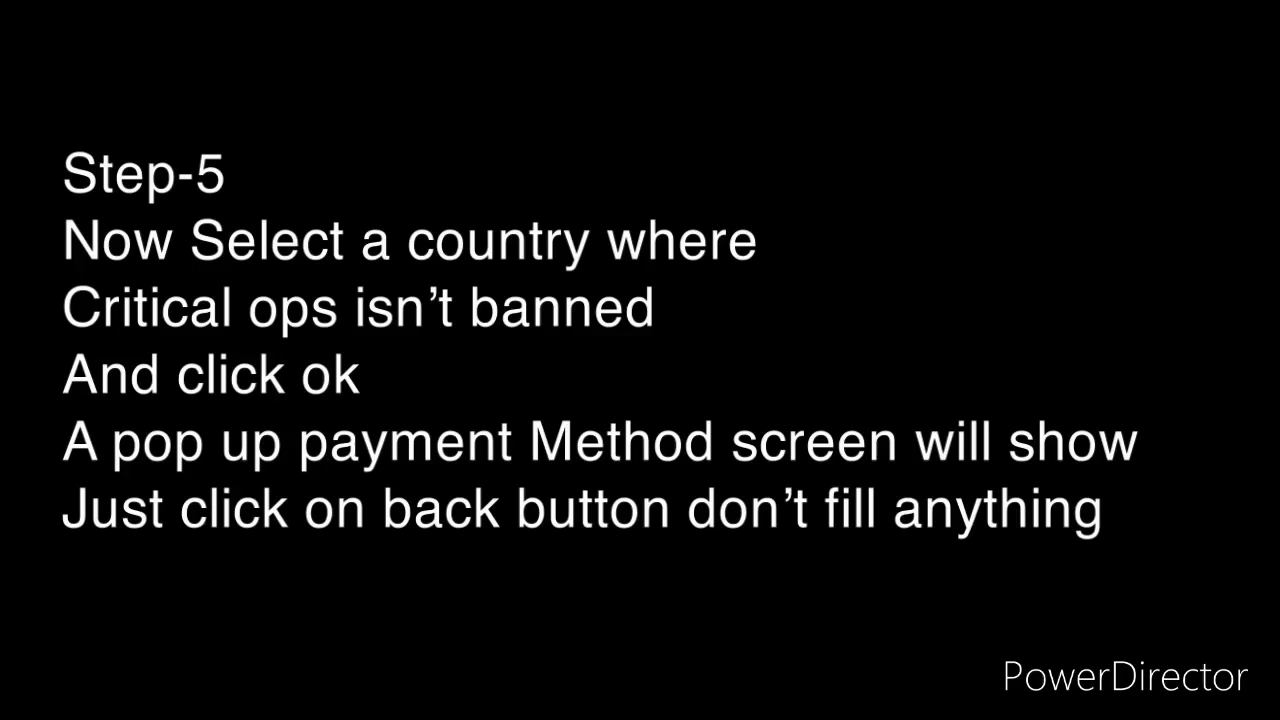 Step-5
Now Select a country where
Critical ops isn’t banned
And click ok
A pop up payment Method screen will show
Just click on back button don’t fill anything
PowerDirector